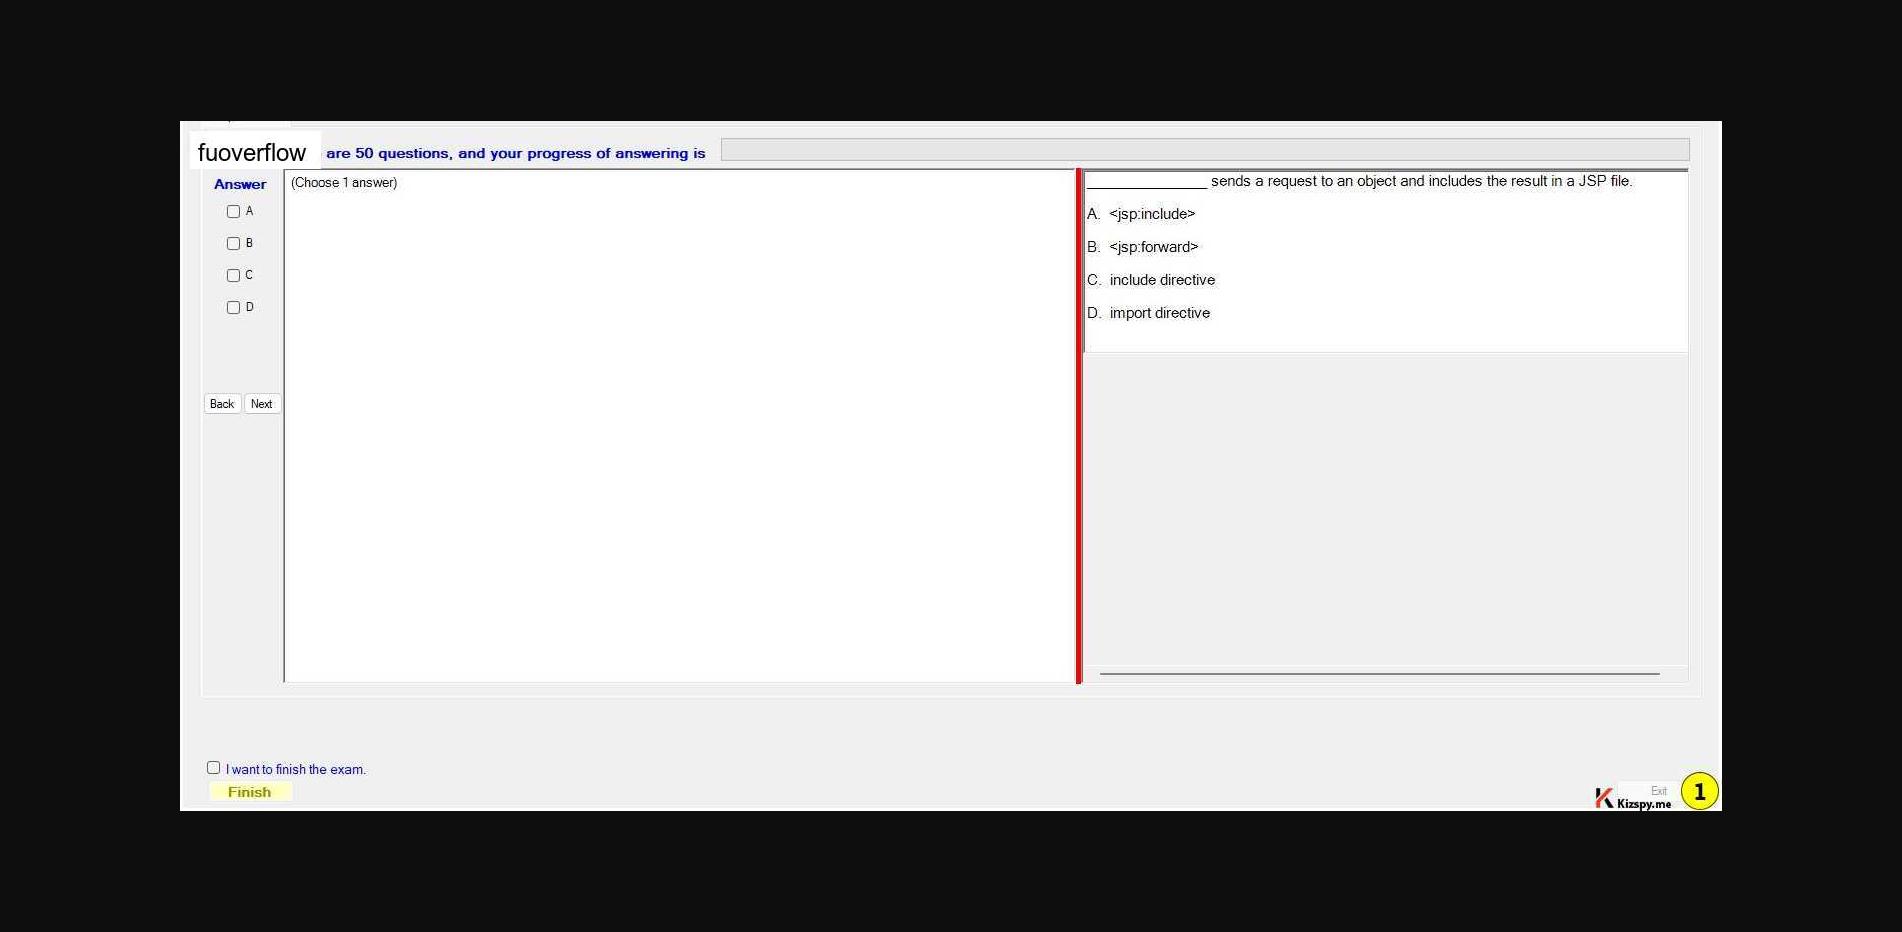 fuoverflow are 50 questions, and your progress of answering is
Answer
A
B
C
D
Back Next
(Choose 1 answer)
_______________ sends a request to an object and includes the result in a JSP file.
A. <jsp:include>
B. <jsp:forward>
C. include directive
D. import directive
I want to finish the exam.
Finish
Exit
Kizspy.me
1